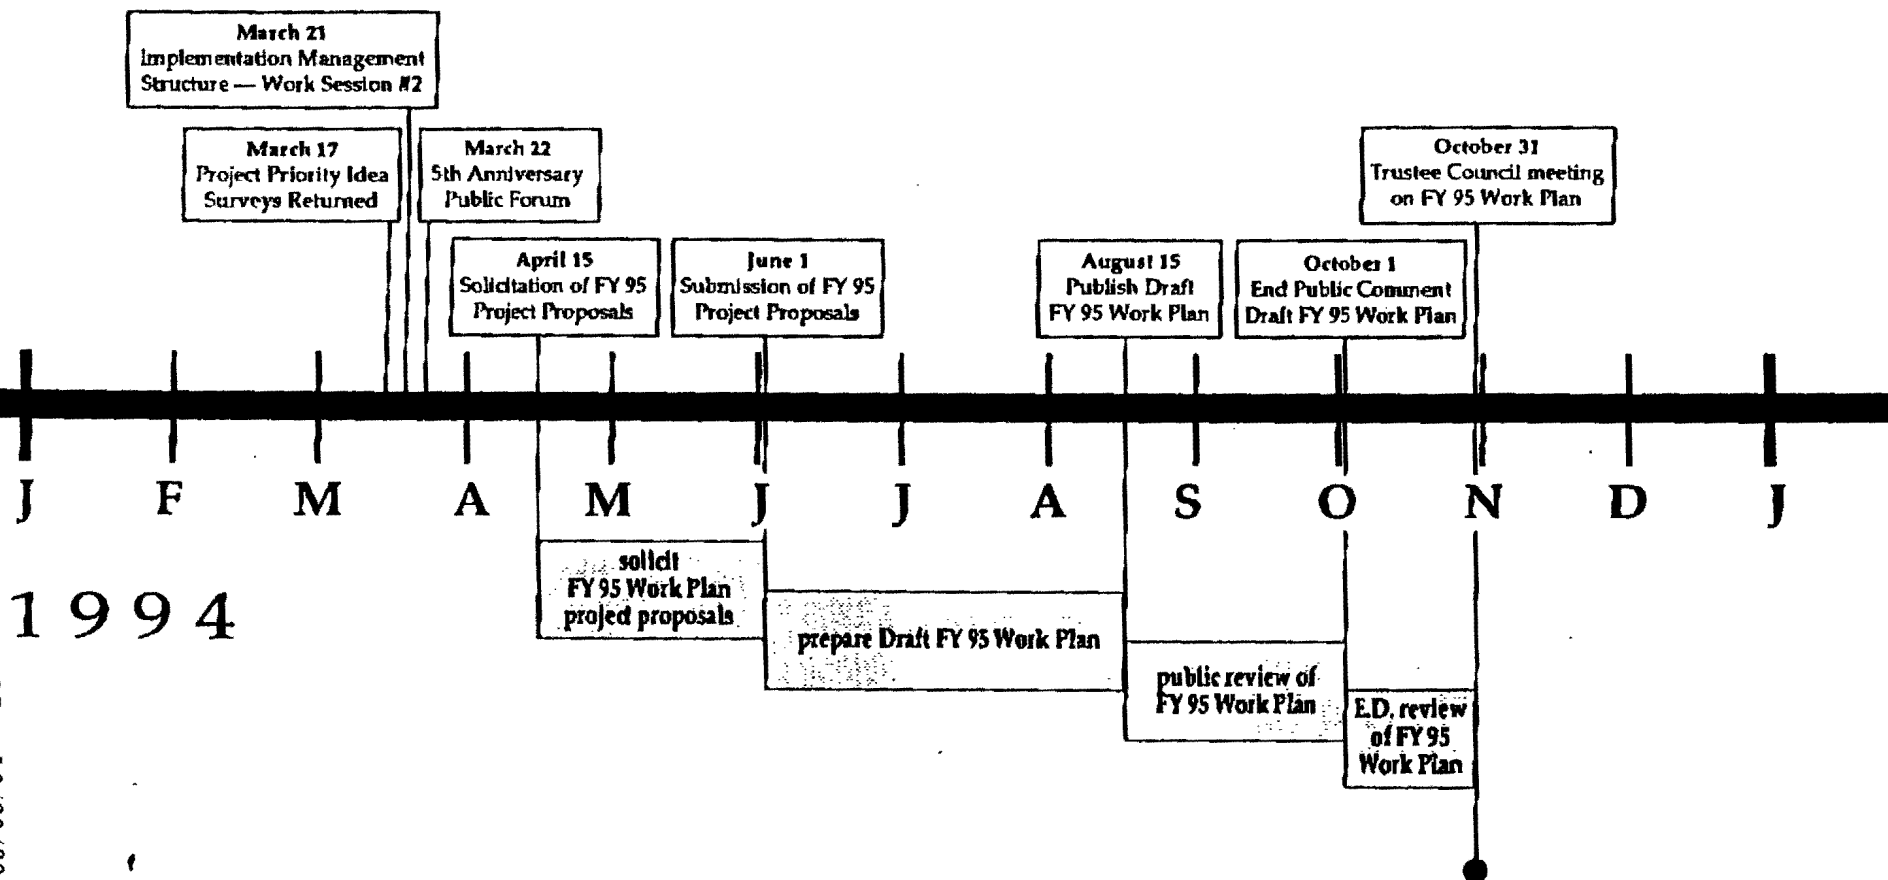 March 21
Implementation Management
Structure — Work Session #2
March 17
Project Priority Idea
Surveys Returned
March 22
5th Anniversary
Public Forum
October 31
Trustee Council meeting
on FY 95 Work Plan
April 15
Solicitation of FY 95
Project Proposals
June 1
Submission of FY 95
Project Proposals
August 15
Publish Draft
FY 95 Work Plan
October 1
End Public Comment
Draft FY 95 Work Plan
J F M A M J J A S O N D J
1994
solicit
FY 95 Work Plan
project proposals
prepare Draft FY 95 Work Plan
public review of
FY 95 Work Plan
E.D. review
of FY 95
Work Plan